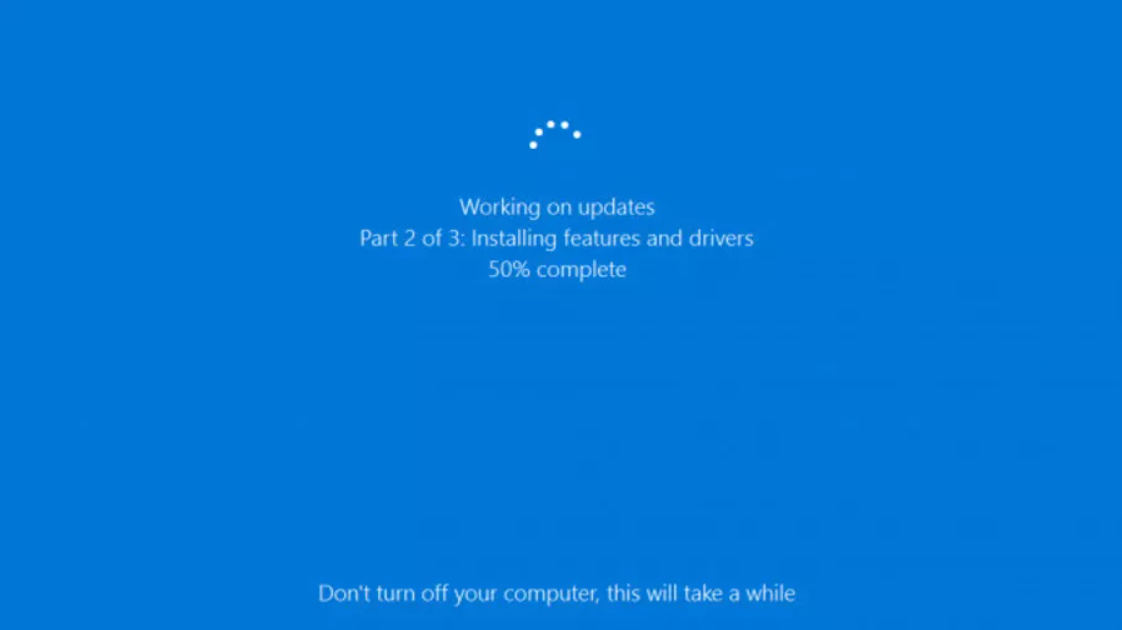 Working on updates
Part 2 of 3: Installing features and drivers
50% complete
Don't turn off your computer, this will take a while